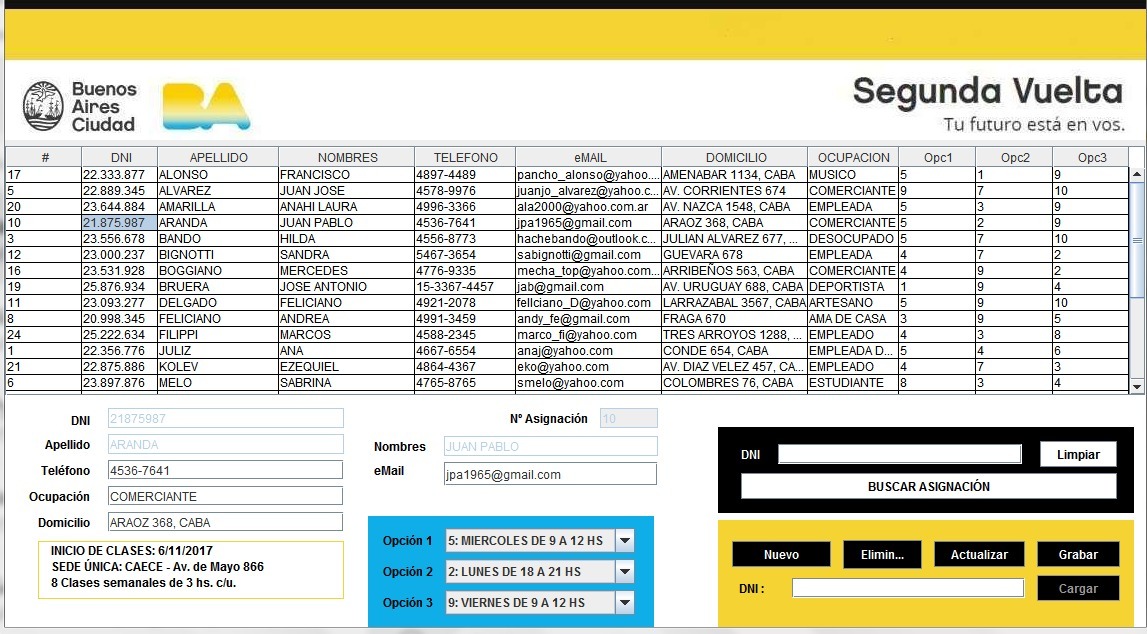 Buenos
Aires
Ciudad
BA
Segunda Vuelta
Tu futuro está en vos.
# DNI APELLIDO NOMBRES TELEFONO eMAIL DOMICILIO OCUPACION Opc1 Opc2 Opc3
17 22.333.877 ALONSO FRANCISCO 4897-4489 pancho_alonso@yahoo.... AMENABAR 1134, CABA MUSICO 5 1 9
5 22.889.345 ALVAREZ JUAN JOSE 4578-9976 juanjo_alvarez@yahoo.c... AV. CORRIENTES 674 COMERCIANTE 9 7 10
20 23.644.884 AMARILLA ANAHI LAURA 4996-3366 ala2000@yahoo.com.ar AV. NAZCA 1548, CABA EMPLEADA 5 3 9
10 21.875.987 ARANDA JUAN PABLO 4536-7641 jpa1965@gmail.com ARAOZ 368, CABA COMERCIANTE 5 2 9
3 23.556.678 BANDO HILDA 4556-8773 hachebando@outlook.c... JULIAN ALVAREZ 677, ... DESOCUPADO 5 7 10
12 23.000.237 BIGNOTTI SANDRA 5467-3654 sabignotti@gmail.com GUEVARA 678 EMPLEADA 4 7 2
16 23.531.928 BOGGIANO MERCEDES 4776-9335 mecha_top@yahoo.com... ARRIBEÑOS 563, CABA COMERCIANTE 4 9 2
19 25.876.934 BRUERA JOSE ANTONIO 15-3367-4457 jab@gmail.com AV. URUGUAY 688, CABA DEPORTISTA 1 9 4
11 23.093.277 DELGADO FELICIANO 4921-2078 feliciano_D@yahoo.com LARRAZABAL 3567, CABA ARTESANO 5 9 10
8 20.998.345 FELICIANO ANDREA 4991-3459 andy_fe@gmail.com FRAGA 670 AMA DE CASA 3 9 5
24 25.222.634 FILIPPI MARCOS 4588-2345 marco_fi@yahoo.com TRES ARROYOS 1288, ... EMPLEADO 4 3 8
1 22.356.776 JULIZ ANA 4667-6554 anaj@yahoo.com CONDE 654, CABA EMPLEADA D... 5 4 6
21 22.875.886 KOLEV EZEQUIEL 4864-4367 eko@yahoo.com AV. DIAZ VELEZ 457, CA... EMPLEADO 4 7 3
6 23.897.876 MELO SABRINA 4765-8765 smelo@yahoo.com COLOMBRES 76, CABA ESTUDIANTE 8 3 4
DNI 21875987 Nº Asignación 10
Apellido ARANDA Nombres JUAN PABLO
Teléfono 4536-7641 eMail jpa1965@gmail.com
Ocupación COMERCIANTE
Domicilio ARAOZ 368, CABA
INICIO DE CLASES: 6/11/2017
SEDE ÚNICA: CAECE - Av. de Mayo 866
8 Clases semanales de 3 hs. c/u.
Opción 1 5: MIERCOLES DE 9 A 12 HS
Opción 2 2: LUNES DE 18 A 21 HS
Opción 3 9: VIERNES DE 9 A 12 HS
DNI Limpiar
BUSCAR ASIGNACIÓN
Nuevo Elimin... Actualizar Grabar
DNI : Cargar